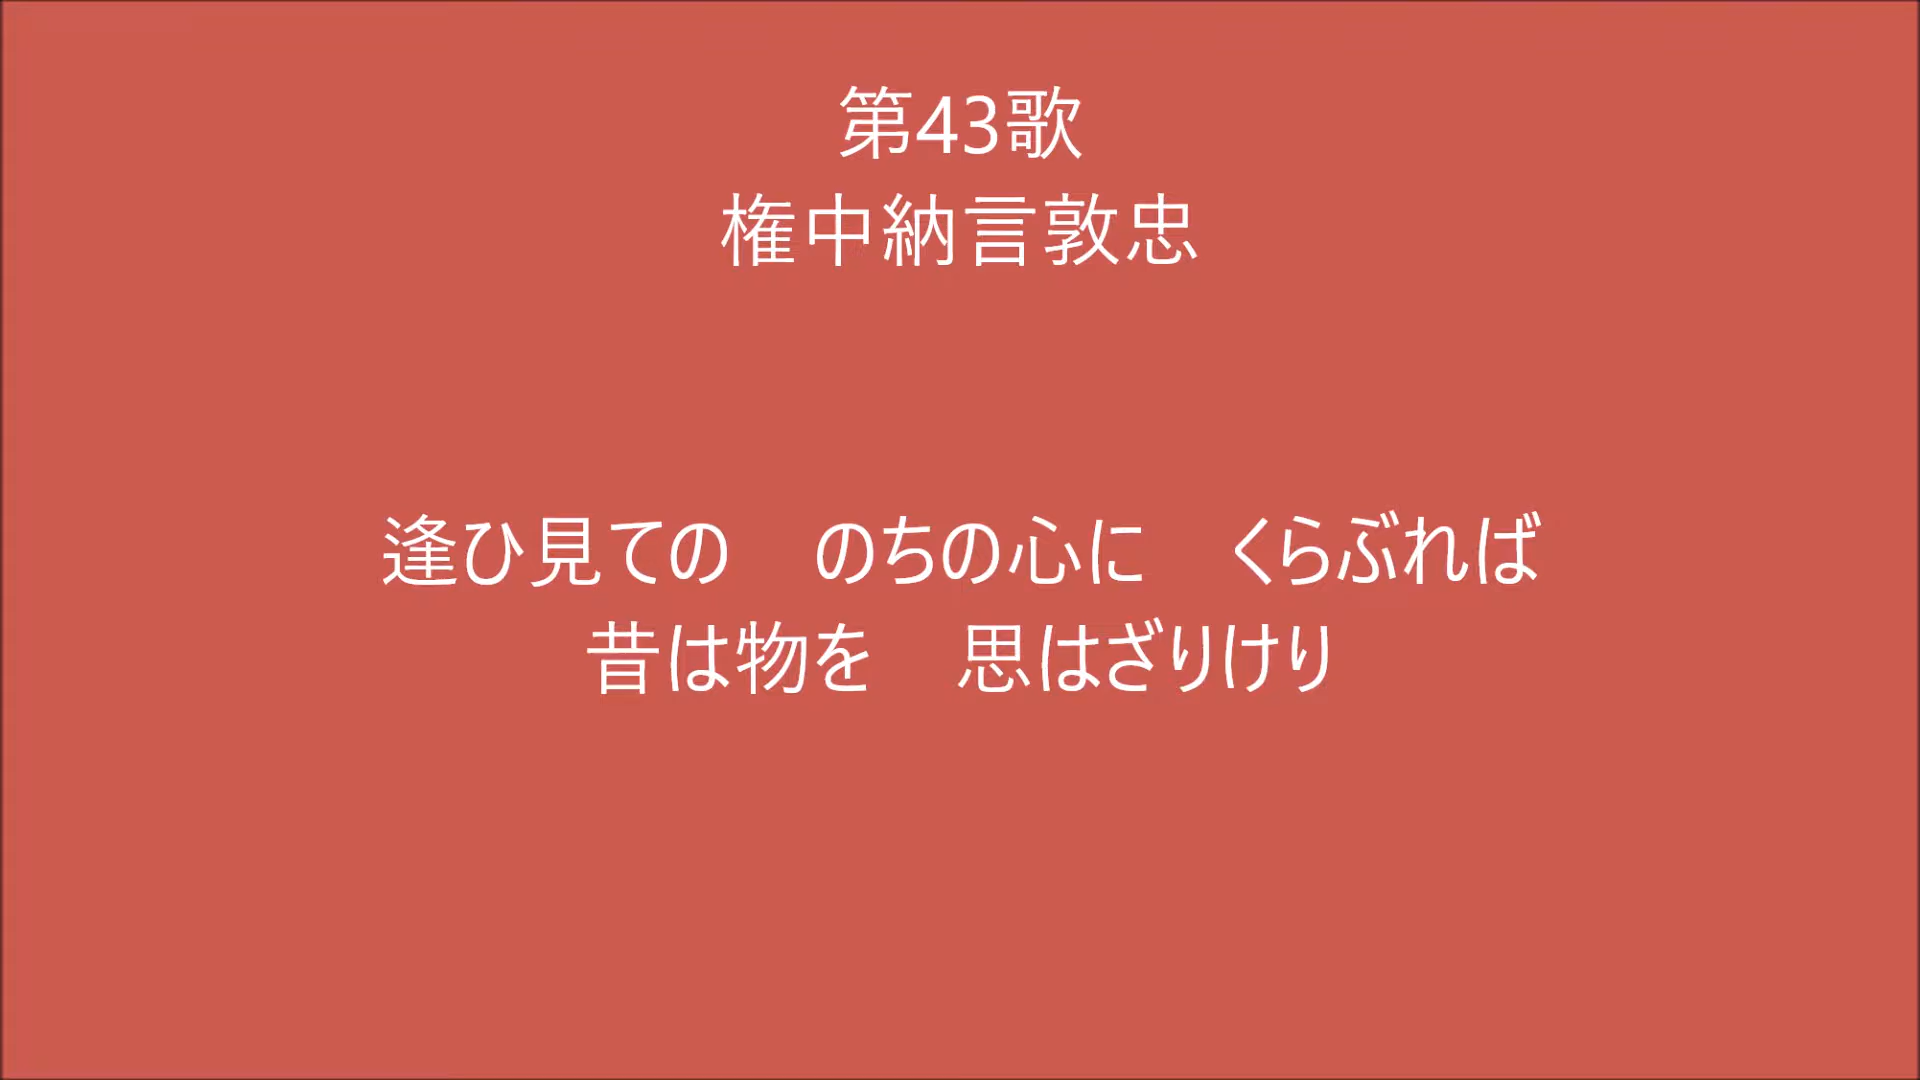 第43歌
権中納言敦忠
逢ひ見ての　のちの心に　くらぶれば
昔は物を　思はざりけり